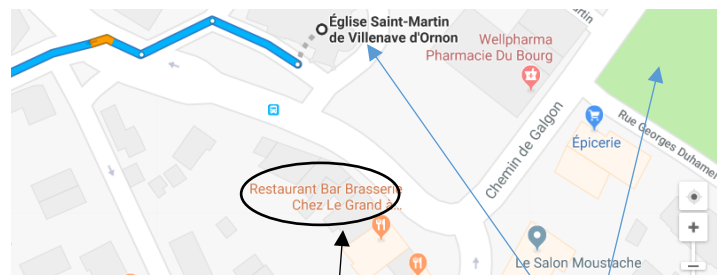 Église Saint-Martin
de Villenave d'Ornon
Wellpharma
Pharmacie Du Bourg
Chemin de Galgon
Rue Georges Duhamel
Épicerie
Restaurant Bar Brasserie
Chez Le Grand à...
Le Salon Moustache